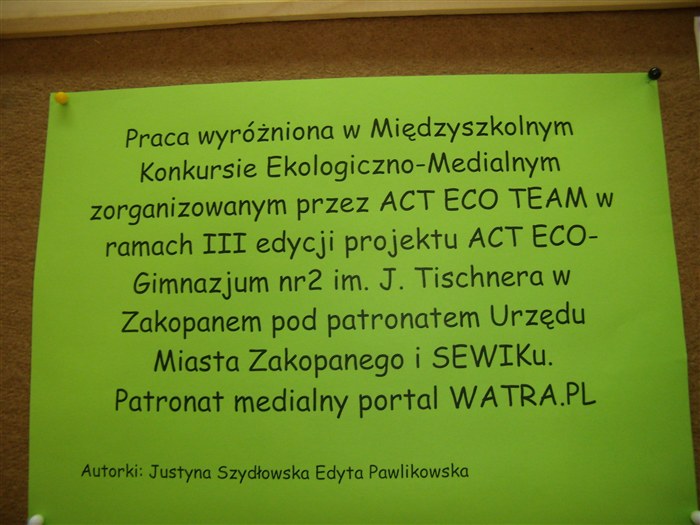 Praca wyróżniona w Międzyszkolnym
Konkursie Ekologiczno-Medialnym
zorganizowanym przez ACT ECO TEAM w
ramach III edycji projektu ACT ECO-
Gimnazjum nr2 im. J. Tischnera w
Zakopanem pod patronatem Urzędu
Miasta Zakopanego i SEWIKu.
Patronat medialny portal WATRA.PL
Autorki: Justyna Szydłowska Edyta Pawlikowska